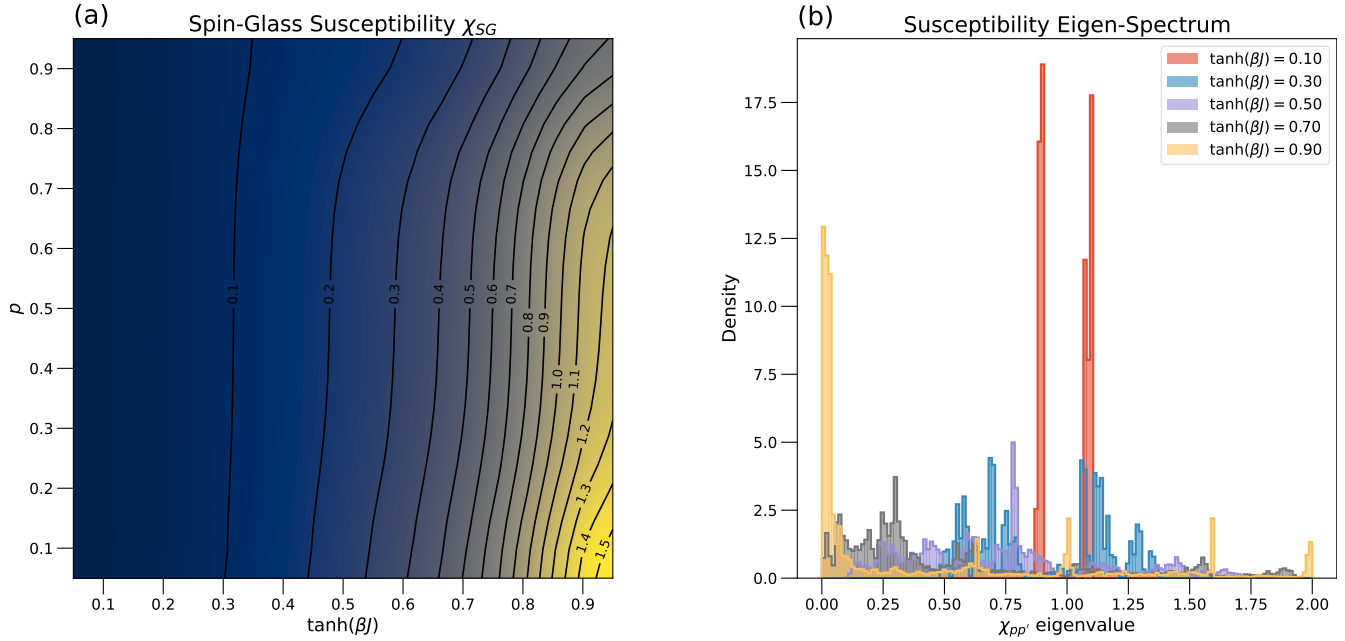 (a)
Spin-Glass Susceptibility χ_SG
0.9
0.8
0.7
0.6
0.5
0.4
0.3
0.2
0.1
p
0.1
0.2
0.3
0.4
0.5
0.6
0.7
0.8
0.9
1.0
1.1
1.2
1.3
1.4
1.5
0.1 0.2 0.3 0.4 0.5 0.6 0.7 0.8 0.9
tanh(βJ)
(b)
Susceptibility Eigen-Spectrum
tanh(βJ) = 0.10
tanh(βJ) = 0.30
tanh(βJ) = 0.50
tanh(βJ) = 0.70
tanh(βJ) = 0.90
17.5
15.0
12.5
10.0
7.5
5.0
2.5
0.0
Density
0.00 0.25 0.50 0.75 1.00 1.25 1.50 1.75 2.00
χ_pp′ eigenvalue